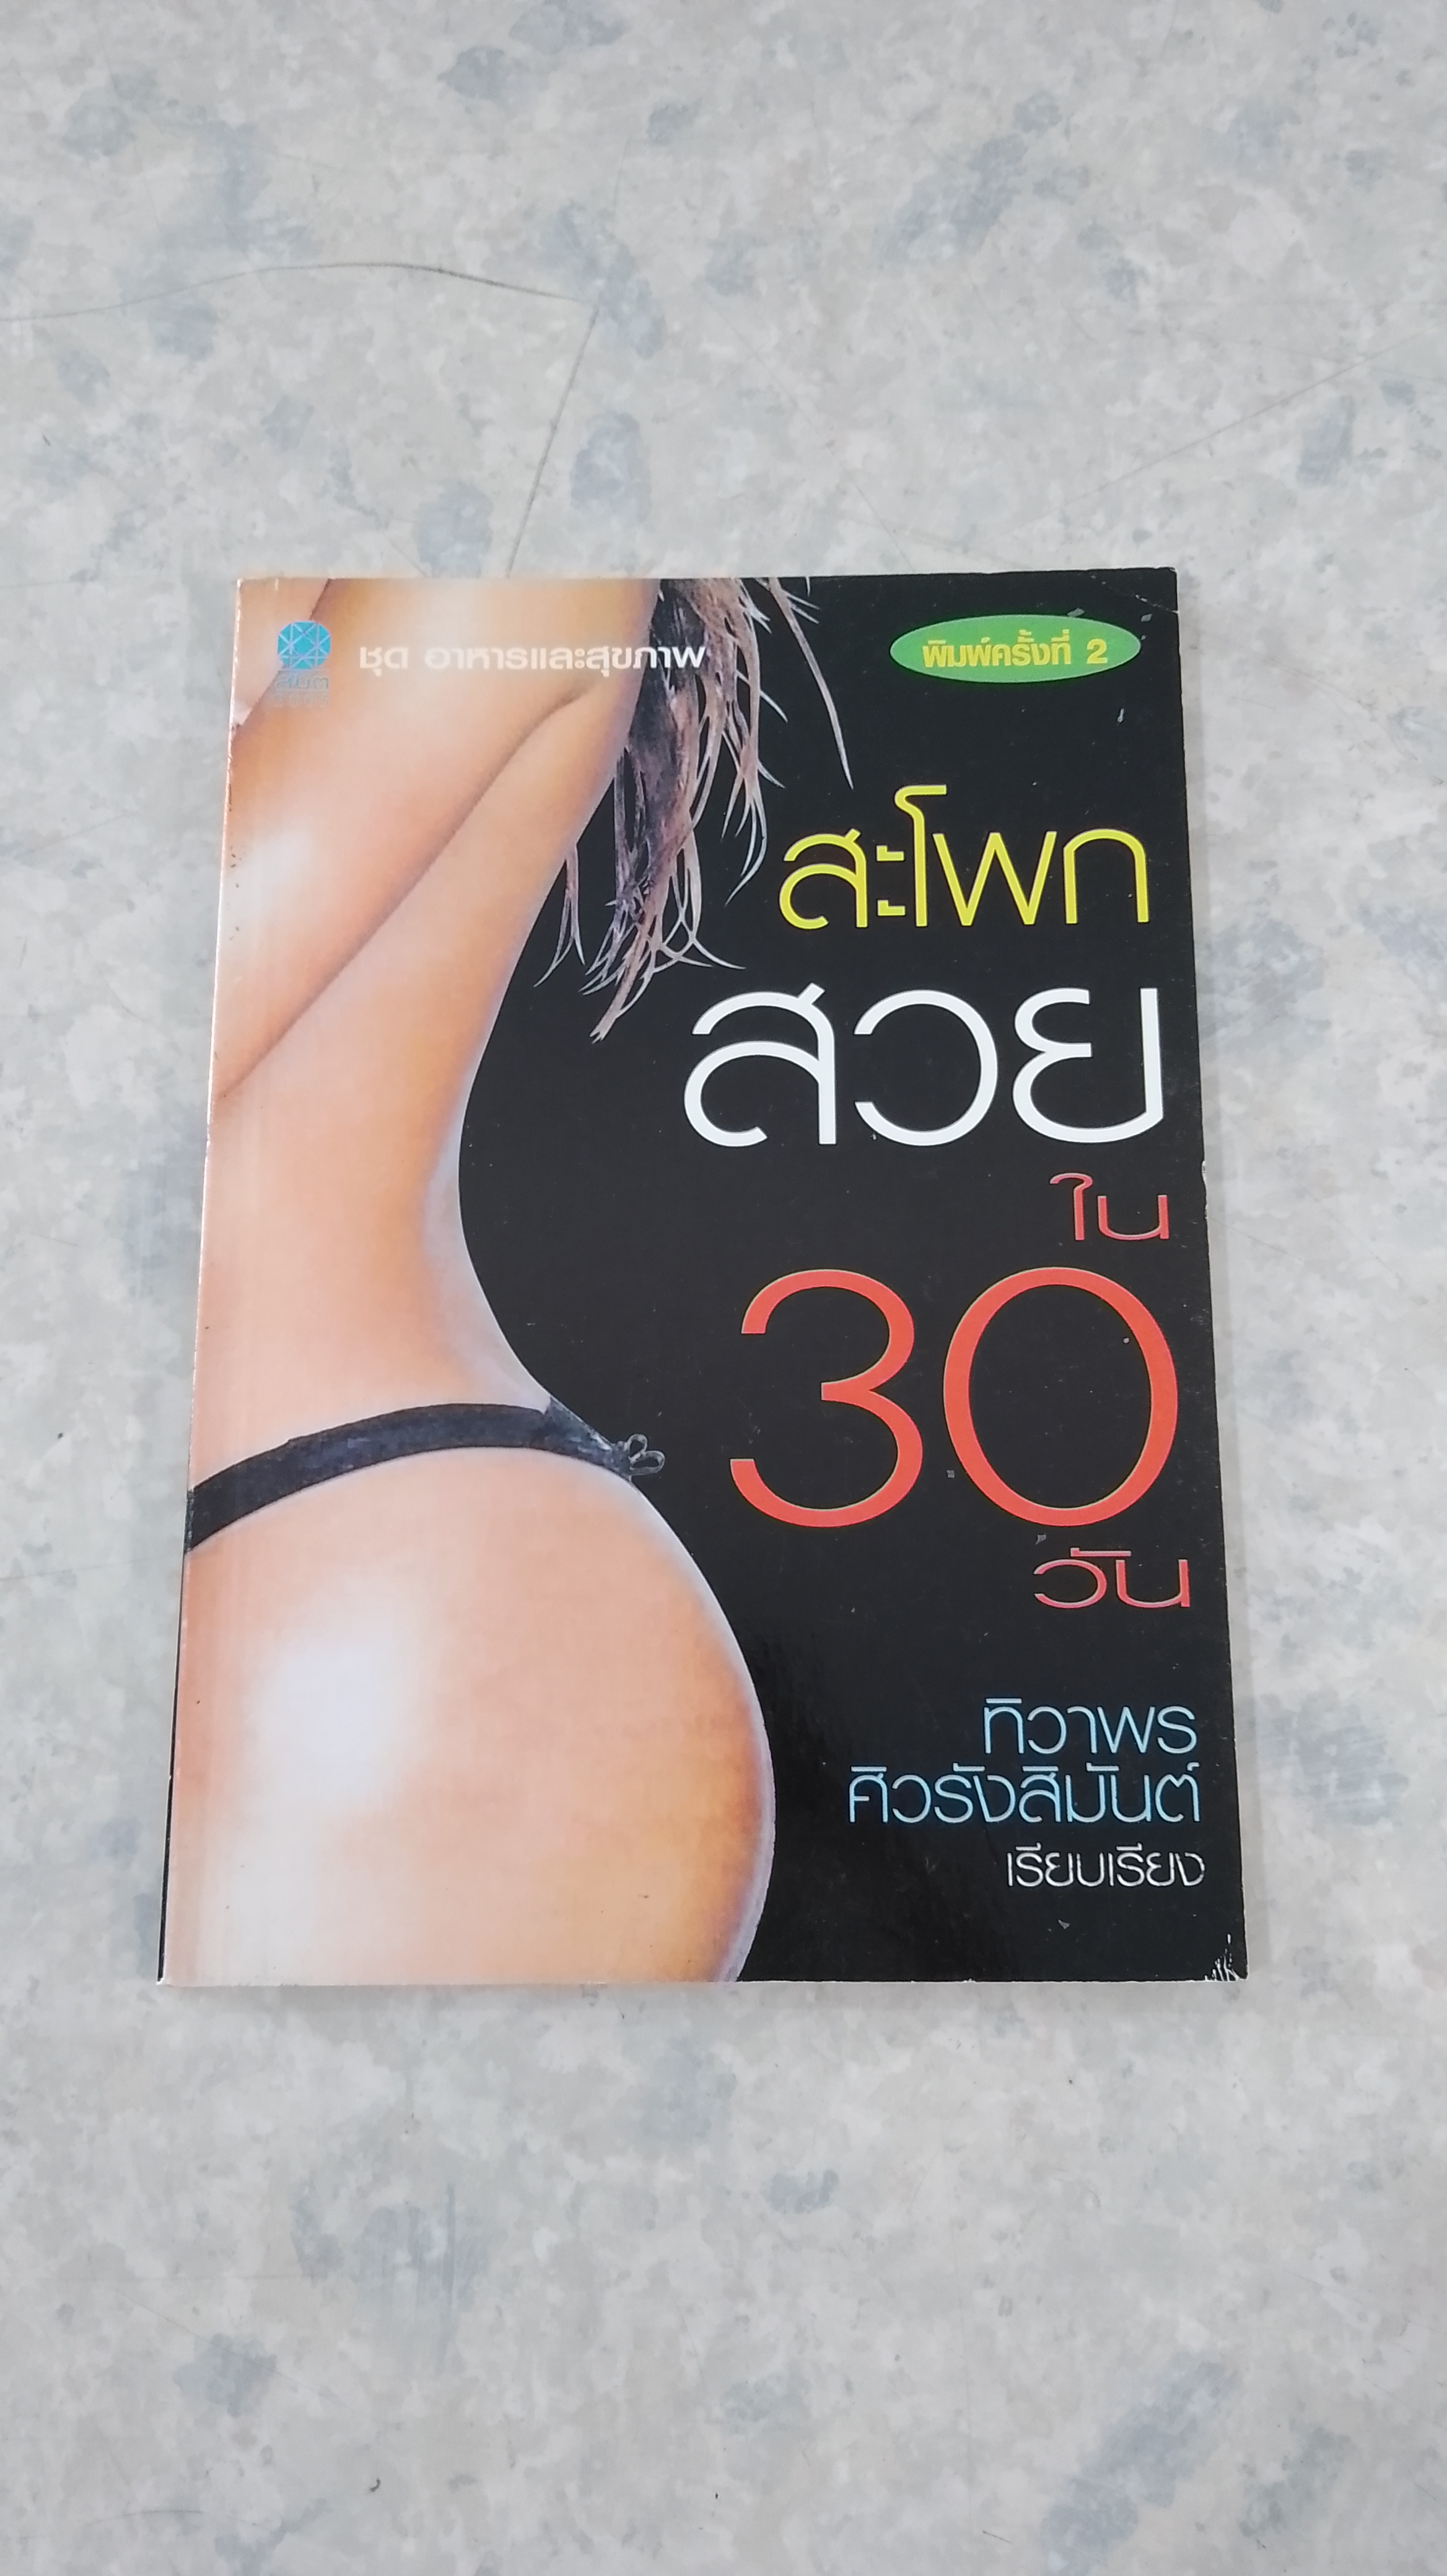 ชุด อาหารและสุขภาพ
พิมพ์ครั้งที่ 2
สะโพก
สวย
ใน
30
วัน
ทิวาพร
ศิวรังสิมันต์
เรียบเรียง